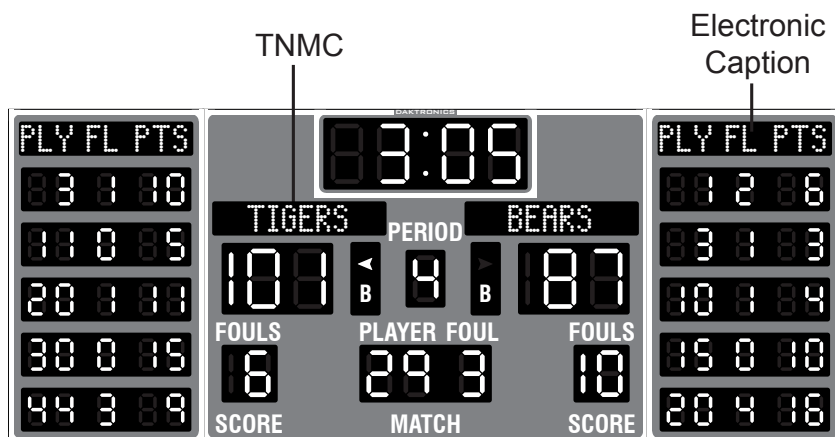 TNMC
Electronic
Caption
DAKTRONICS
PLY FL PTS
3 1 10
11 0 5
20 1 11
30 0 15
44 3 9
3:05
TIGERS
BEARS
PERIOD
101
B
4
B
87
FOULS
PLAYER FOUL
FOULS
6
29 3
10
SCORE
MATCH
SCORE
PLY FL PTS
1 2 6
3 1 3
10 1 4
15 0 10
20 4 16